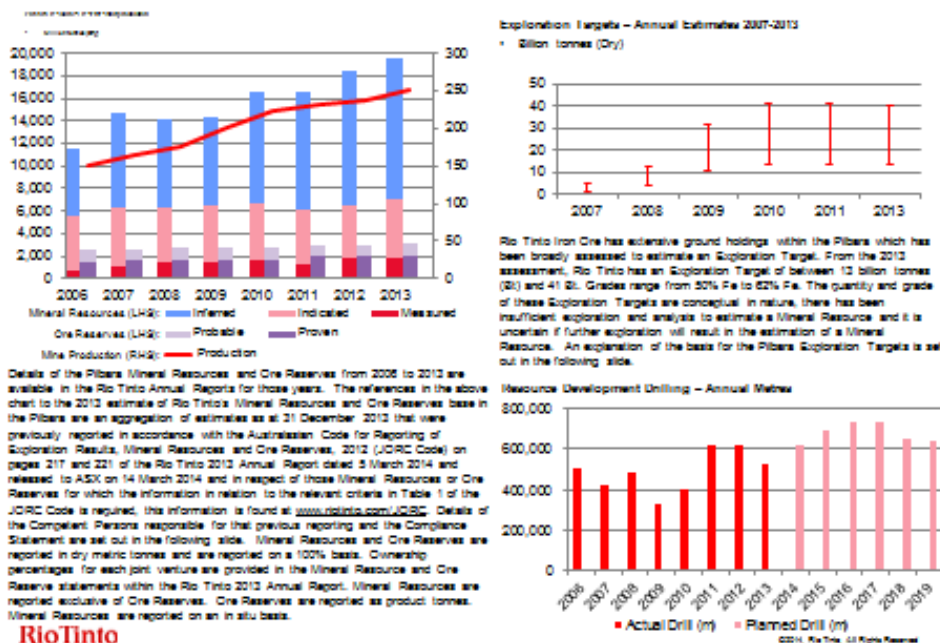 20,000
18,000
16,000
14,000
12,000
10,000
8,000
6,000
4,000
2,000
0
300
250
200
150
100
50
0
2006 2007 2008 2009 2010 2011 2012 2013
Mineral Resources (LHS): Inferred Indicated Measured
Ore Reserves (LHS): Probable Proven
Mine Production (RHS): Production
Details of the Pilbara Mineral Resources and Ore Reserves from 2006 to 2013 are
available in the Rio Tinto Annual Reports for those years. The references in the above
chart to the 2013 estimate of Rio Tinto's Mineral Resources and Ore Reserves base in
the Pilbara are an aggregation of estimates as at 31 December 2013 that were
previously reported in accordance with the Australasian Code for Reporting of
Exploration Results, Mineral Resources and Ore Reserves, 2012 (JORC Code) on
pages 217 and 221 of the Rio Tinto 2013 Annual Report dated 5 March 2014 and
released to ASX on 14 March 2014 and in respect of those Mineral Resources or Ore
Reserves for which the information in relation to the relevant criteria in Table 1 of the
JORC Code is required, this information is found at www.riotinto.com/JORC. Details of
the Competent Persons responsible for that previous reporting and the Compliance
Statement are set out in the following slide. Mineral Resources and Ore Reserves are
reported in dry metric tonnes and are reported on a 100% basis. Ownership
percentages for each joint venture are provided in the Mineral Resource and Ore
Reserve statements within the Rio Tinto 2013 Annual Report. Mineral Resources are
reported exclusive of Ore Reserves. Ore Reserves are reported as product tonnes.
Mineral Resources are reported on an in situ basis.
RioTinto
Exploration Targets – Annual Estimates 2007-2013
• Billion tonnes (Dry)
50
40
30
20
10
0
2007 2008 2009 2010 2011 2013
Rio Tinto Iron Ore has extensive ground holdings within the Pilbara which has
been broadly assessed to estimate an Exploration Target. From the 2013
assessment, Rio Tinto has an Exploration Target of between 13 billion tonnes
(Bt) and 41 Bt. Grades range from 50% Fe to 62% Fe. The quantity and grade
of these Exploration Targets are conceptual in nature, there has been
insufficient exploration and analysis to estimate a Mineral Resource and it is
uncertain if further exploration will result in the estimation of a Mineral
Resource. An explanation of the basis for the Pilbara Exploration Targets is set
out in the following slide.
Resource Development Drilling – Annual Metres
800,000
600,000
400,000
200,000
0
2006 2007 2008 2009 2010 2011 2012 2013 2014 2015 2016 2017 2018 2019
Actual Drill (m) Planned Drill (m)
©2014, Rio Tinto, All Rights Reserved